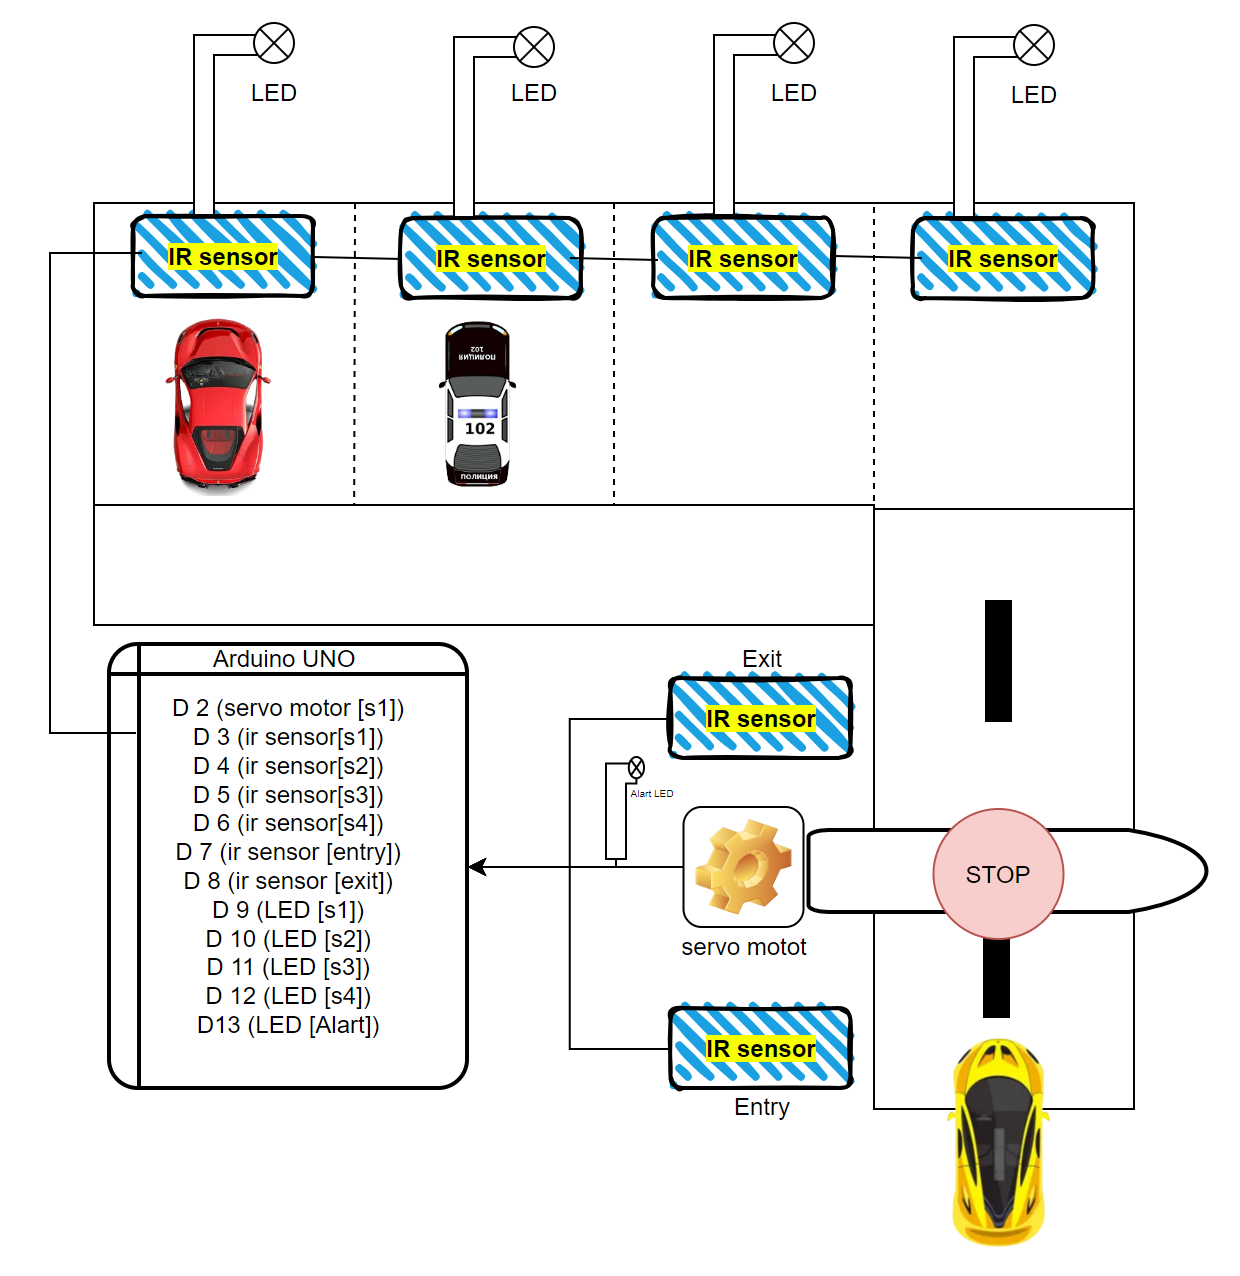 LED
LED
LED
LED
IR sensor
IR sensor
IR sensor
IR sensor
ПОЛИЦИЯ
102
102
ПОЛИЦИЯ
Arduino UNO
D 2 (servo motor [s1])
D 3 (ir sensor[s1])
D 4 (ir sensor[s2])
D 5 (ir sensor[s3])
D 6 (ir sensor[s4])
D 7 (ir sensor [entry])
D 8 (ir sensor [exit])
D 9 (LED [s1])
D 10 (LED [s2])
D 11 (LED [s3])
D 12 (LED [s4])
D13 (LED [Alart])
Exit
IR sensor
Alart LED
servo motot
STOP
IR sensor
Entry